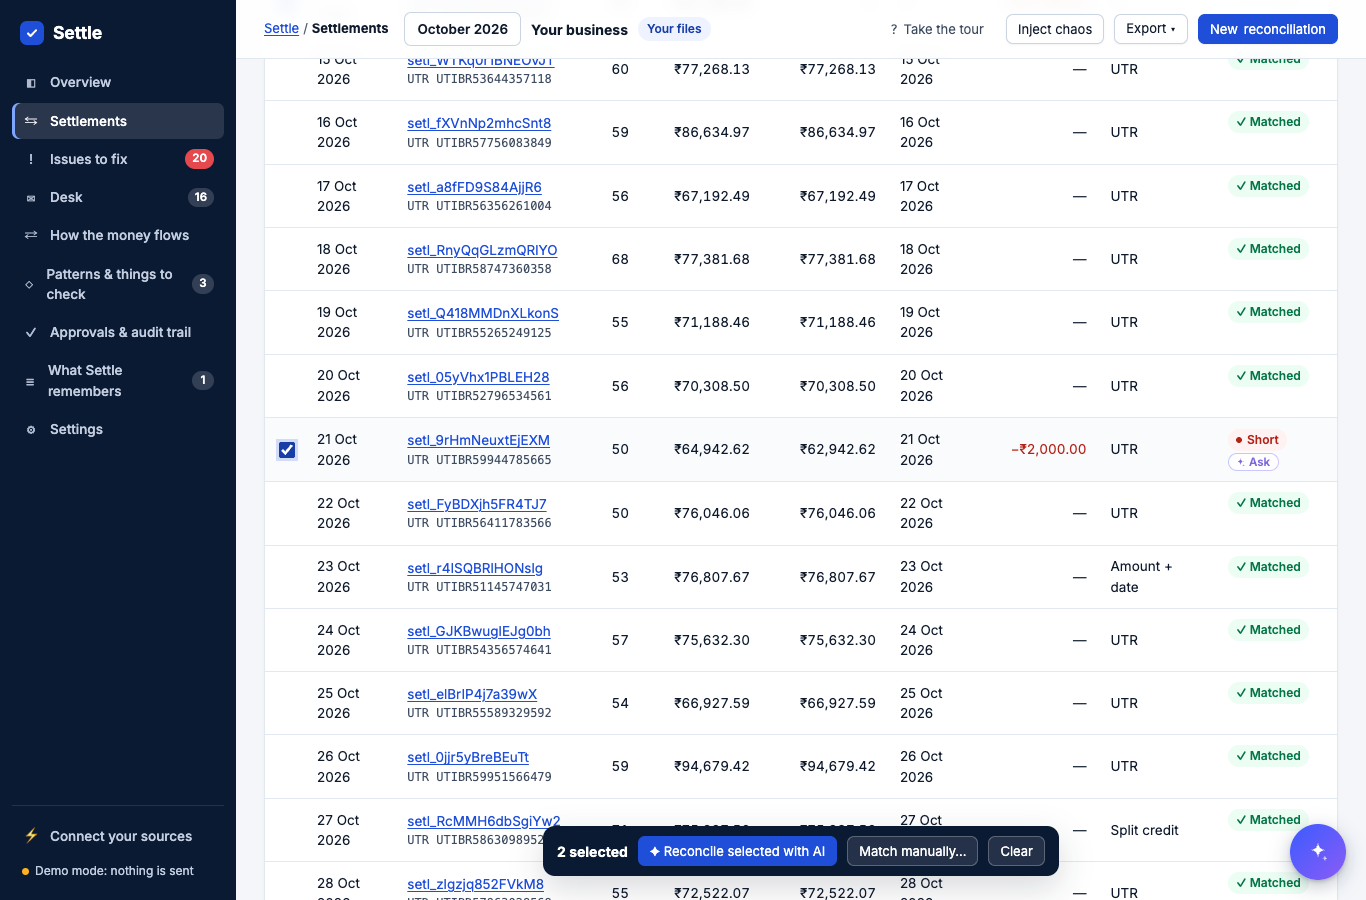 Settle
Overview
Settlements
Issues to fix 20
Desk 16
How the money flows
Patterns & things to check 3
Approvals & audit trail
What Settle remembers 1
Settings
Connect your sources
Demo mode: nothing is sent
Settle / Settlements
October 2026
Your business
Your files
? Take the tour
Inject chaos
Export
New reconciliation
2026 UTR UTIBR53644357118 60 ₹77,268.13 ₹77,268.13 2026 — UTR Matched
16 Oct 2026 setl_fXVnNp2mhcSnt8 UTR UTIBR57756083849 59 ₹86,634.97 ₹86,634.97 16 Oct 2026 — UTR Matched
17 Oct 2026 setl_a8fFD9S84AjjR6 UTR UTIBR56356261004 56 ₹67,192.49 ₹67,192.49 17 Oct 2026 — UTR Matched
18 Oct 2026 setl_RnyQqGLzmQRlYO UTR UTIBR58747360358 68 ₹77,381.68 ₹77,381.68 18 Oct 2026 — UTR Matched
19 Oct 2026 setl_Q418MMDnXLkonS UTR UTIBR55265249125 55 ₹71,188.46 ₹71,188.46 19 Oct 2026 — UTR Matched
20 Oct 2026 setl_05yVhx1PBLEH28 UTR UTIBR52796534561 56 ₹70,308.50 ₹70,308.50 20 Oct 2026 — UTR Matched
21 Oct 2026 setl_9rHmNeuxtEjEXM UTR UTIBR59944785665 50 ₹64,942.62 ₹62,942.62 21 Oct 2026 −₹2,000.00 UTR Short Ask
22 Oct 2026 setl_FyBDXjh5FR4TJ7 UTR UTIBR56411783566 50 ₹76,046.06 ₹76,046.06 22 Oct 2026 — UTR Matched
23 Oct 2026 setl_r4ISQBRIHONslg UTR UTIBR51145747031 53 ₹76,807.67 ₹76,807.67 23 Oct 2026 — Amount + date Matched
24 Oct 2026 setl_GJKBwuglEJg0bh UTR UTIBR54356574641 57 ₹75,632.30 ₹75,632.30 24 Oct 2026 — UTR Matched
25 Oct 2026 setl_elBrIP4j7a39wX UTR UTIBR55589329592 54 ₹66,927.59 ₹66,927.59 25 Oct 2026 — UTR Matched
26 Oct 2026 setl_0jjr5yBreBEuTt UTR UTIBR59951566479 59 ₹94,679.42 ₹94,679.42 26 Oct 2026 — UTR Matched
27 Oct 2026 setl_RcMMH6dbSgiYw2 UTR 27 Oct — Split credit Matched
28 Oct setl_zlgzjq852FVkM8 55 ₹72,522.07 ₹72,522.07 28 Oct — UTR Matched
2 selected
Reconcile selected with AI
Match manually...
Clear